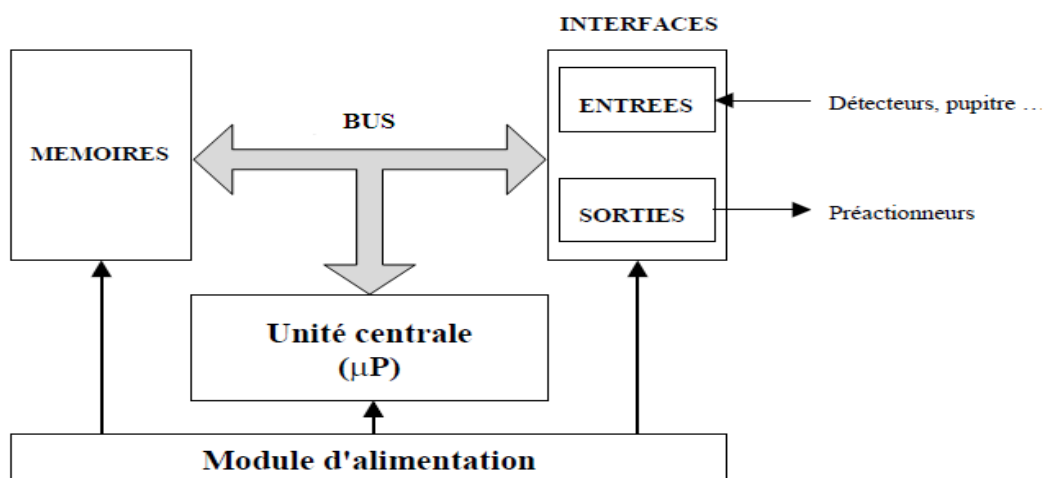 INTERFACES
MEMOIRES
BUS
ENTREES
Détecteurs, pupitre …
SORTIES
Préactionneurs
Unité centrale
(μP)
Module d'alimentation